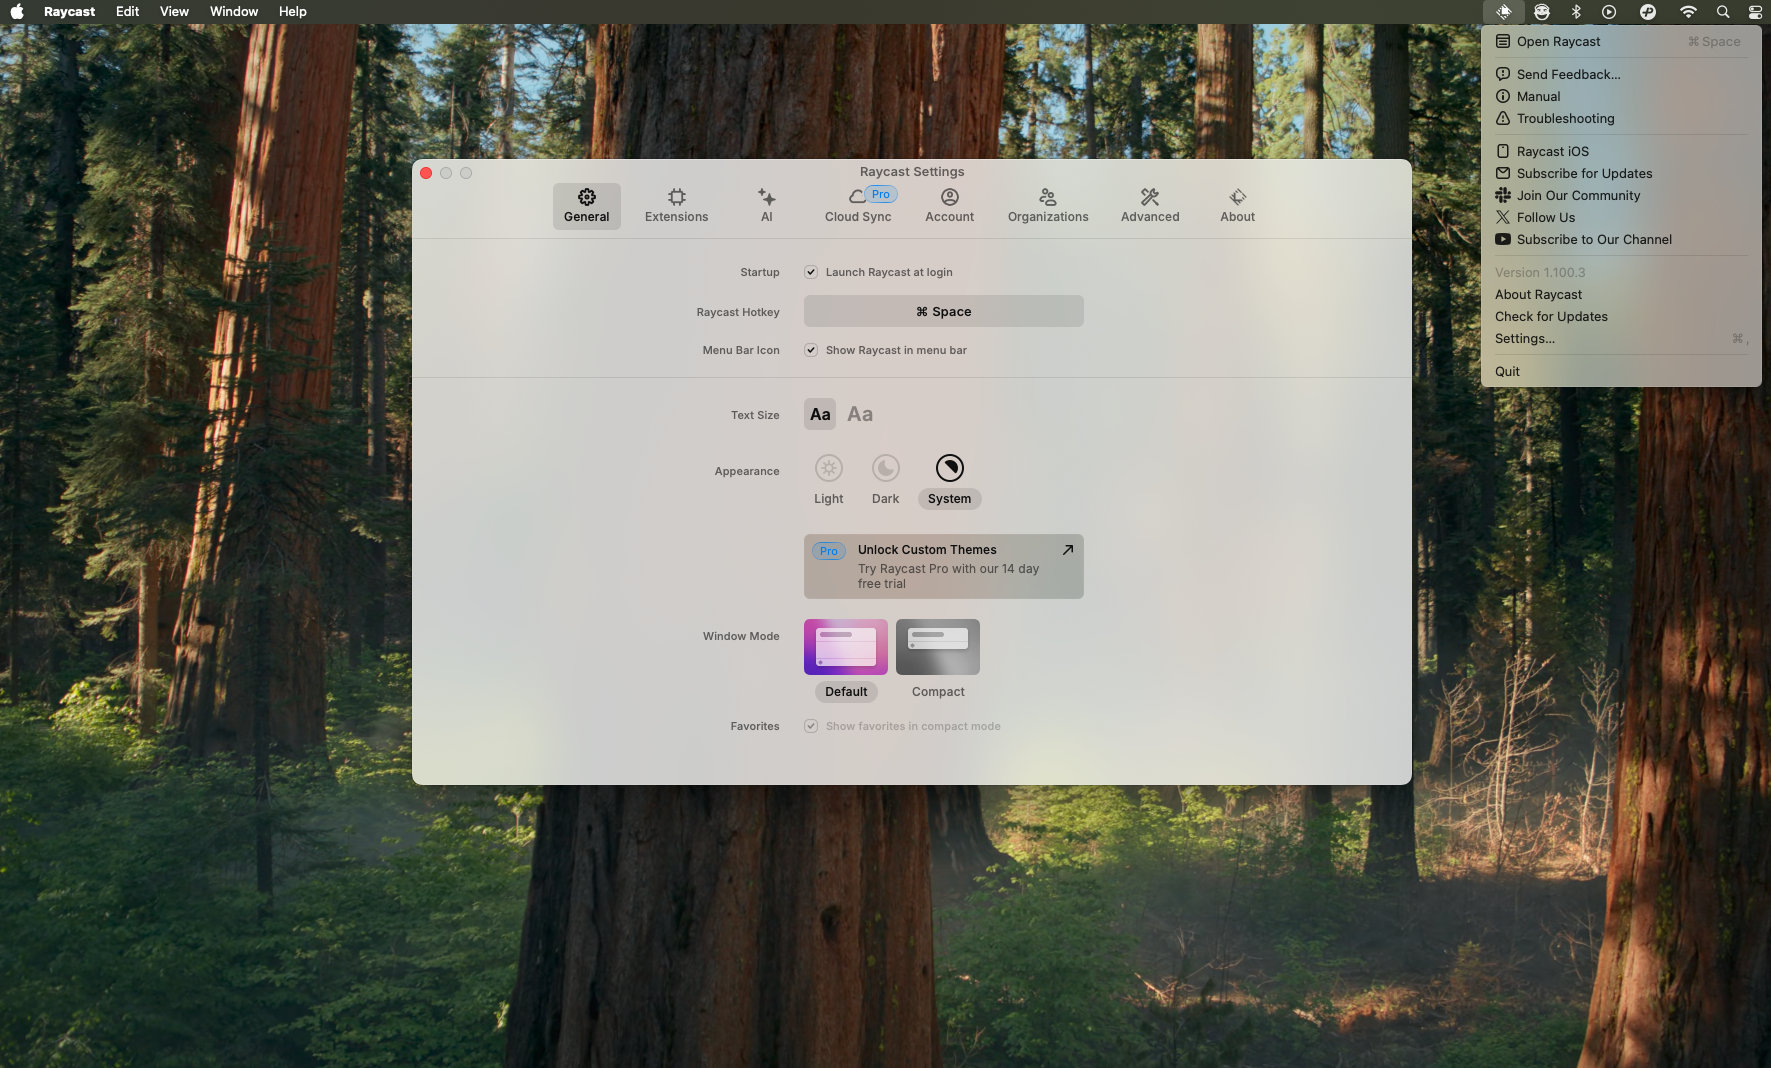 Raycast Edit View Window Help
Open Raycast ⌘ Space
Send Feedback...
Manual
Troubleshooting
Raycast iOS
Subscribe for Updates
Join Our Community
Follow Us
Subscribe to Our Channel
Version 1.100.3
About Raycast
Check for Updates
Settings... ⌘ ,
Quit
Raycast Settings
General Extensions AI Cloud Sync Pro Account Organizations Advanced About
Startup Launch Raycast at login
Raycast Hotkey ⌘ Space
Menu Bar Icon Show Raycast in menu bar
Text Size Aa Aa
Appearance
Light Dark System
Pro Unlock Custom Themes
Try Raycast Pro with our 14 day
free trial
Window Mode
Default Compact
Favorites Show favorites in compact mode